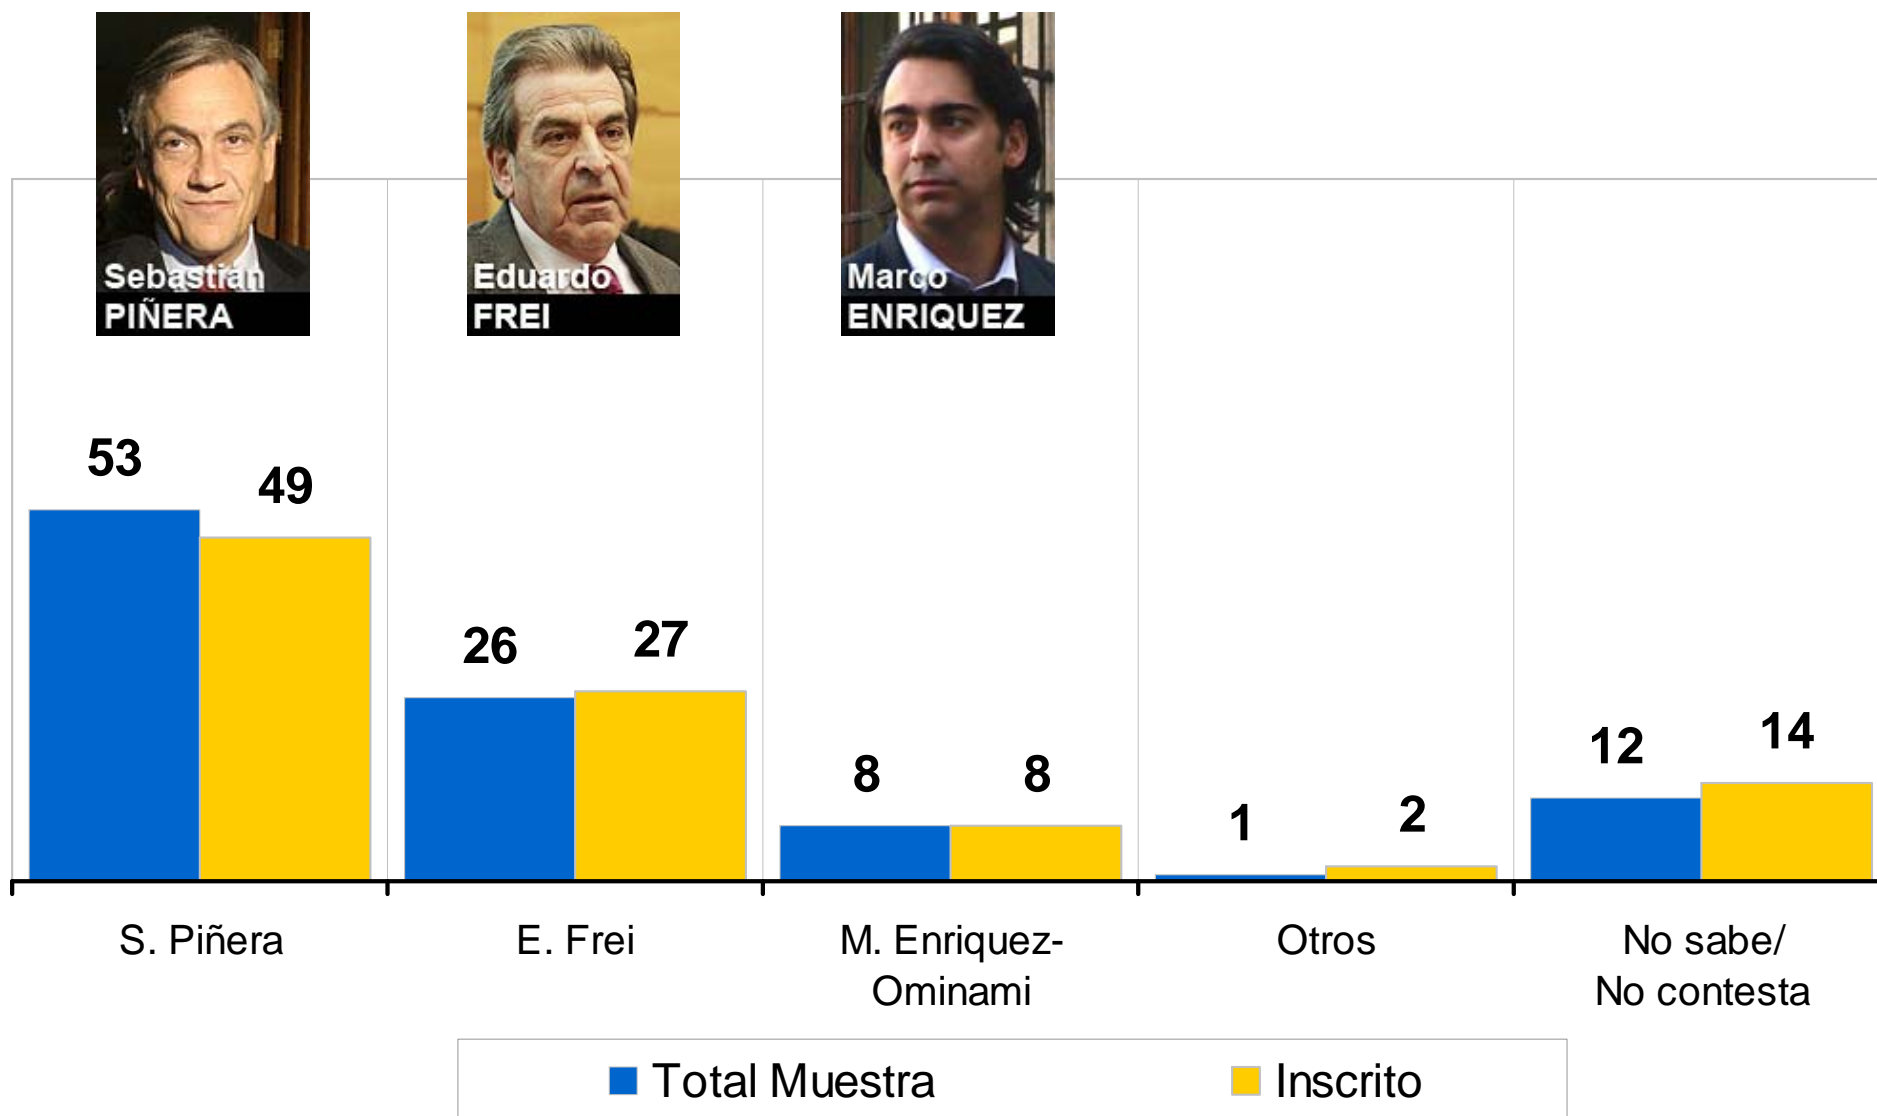 Sebastián
PIÑERA
Eduardo
FREI
Marco
ENRIQUEZ
53
49
26
27
8
8
1
2
12
14
S. Piñera
E. Frei
M. Enriquez-
Ominami
Otros
No sabe/
No contesta
Total Muestra
Inscrito